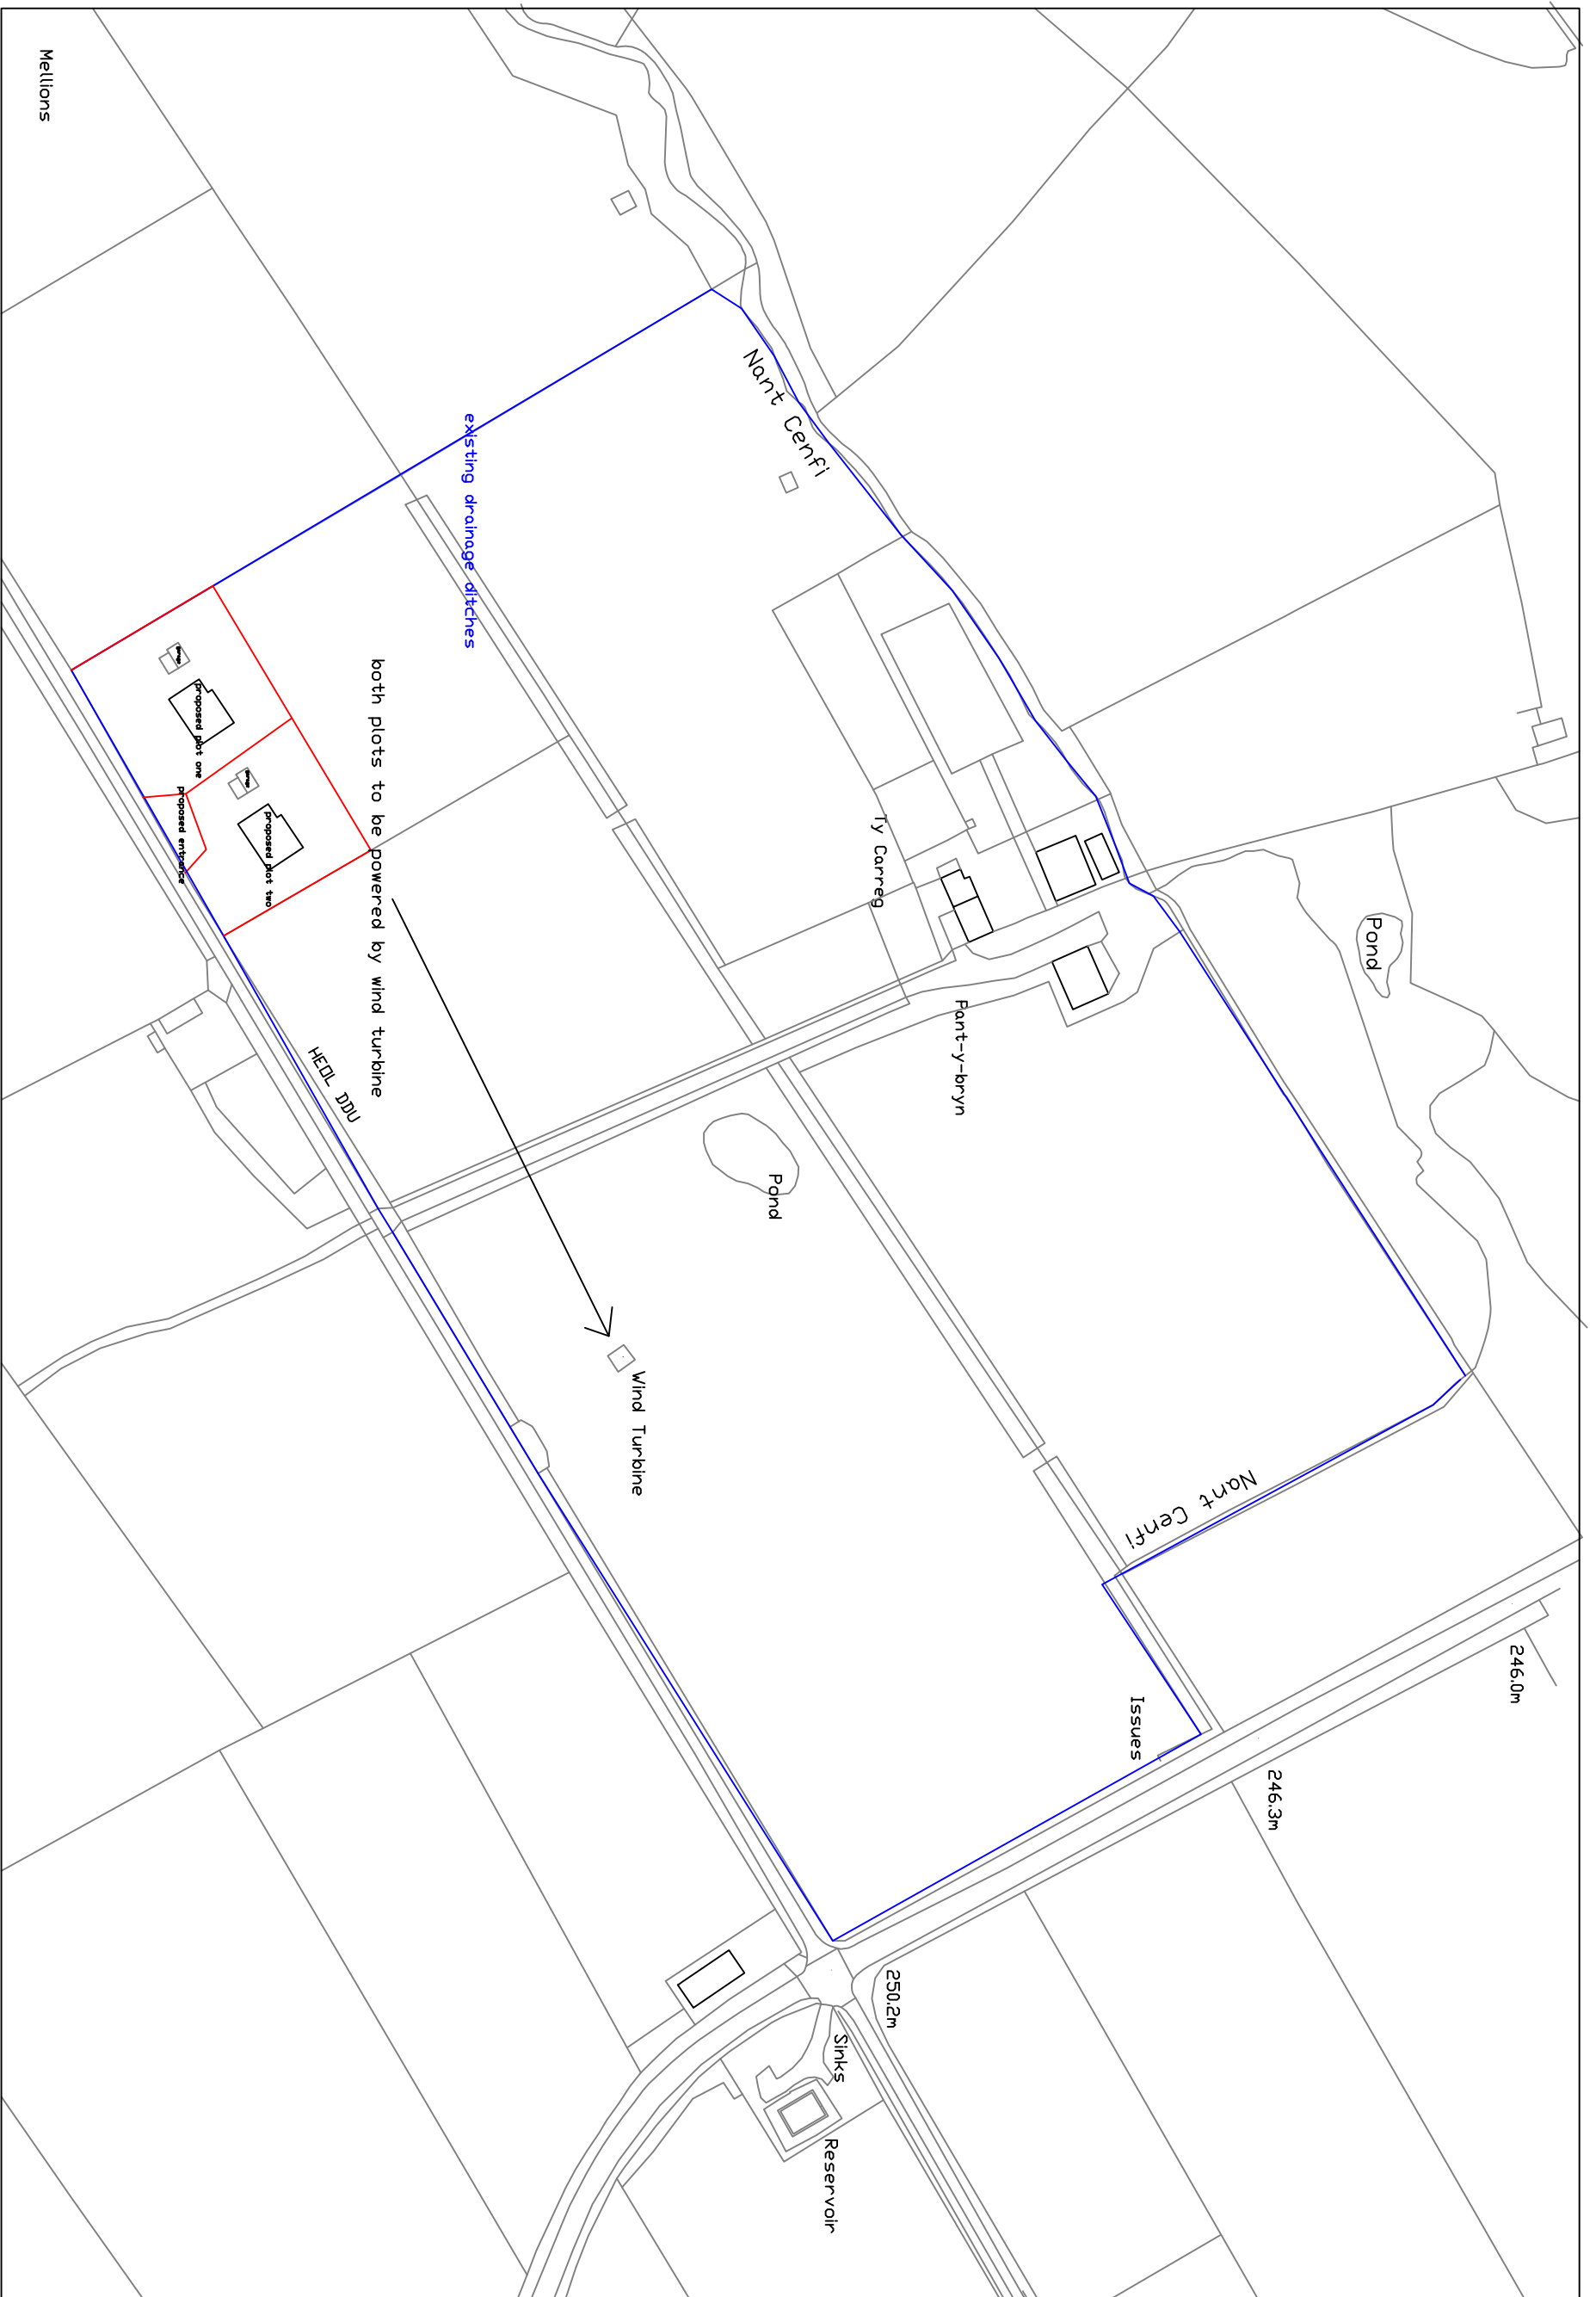 Mellions
Nant Cenfi
existing drainage ditches
Garage
proposed plot one
Garage
proposed plot two
proposed entrance
both plots to be powered by wind turbine
HEOL DDU
Ty Carreg
Pant-y-bryn
Pond
Pond
Wind Turbine
Nant Cenfi
Issues
246.0m
246.3m
250.2m
Sinks
Reservoir